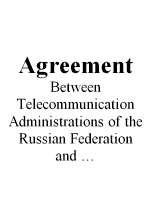 Agreement
Between
Telecommunication
Administrations of the
Russian Federation
and ...